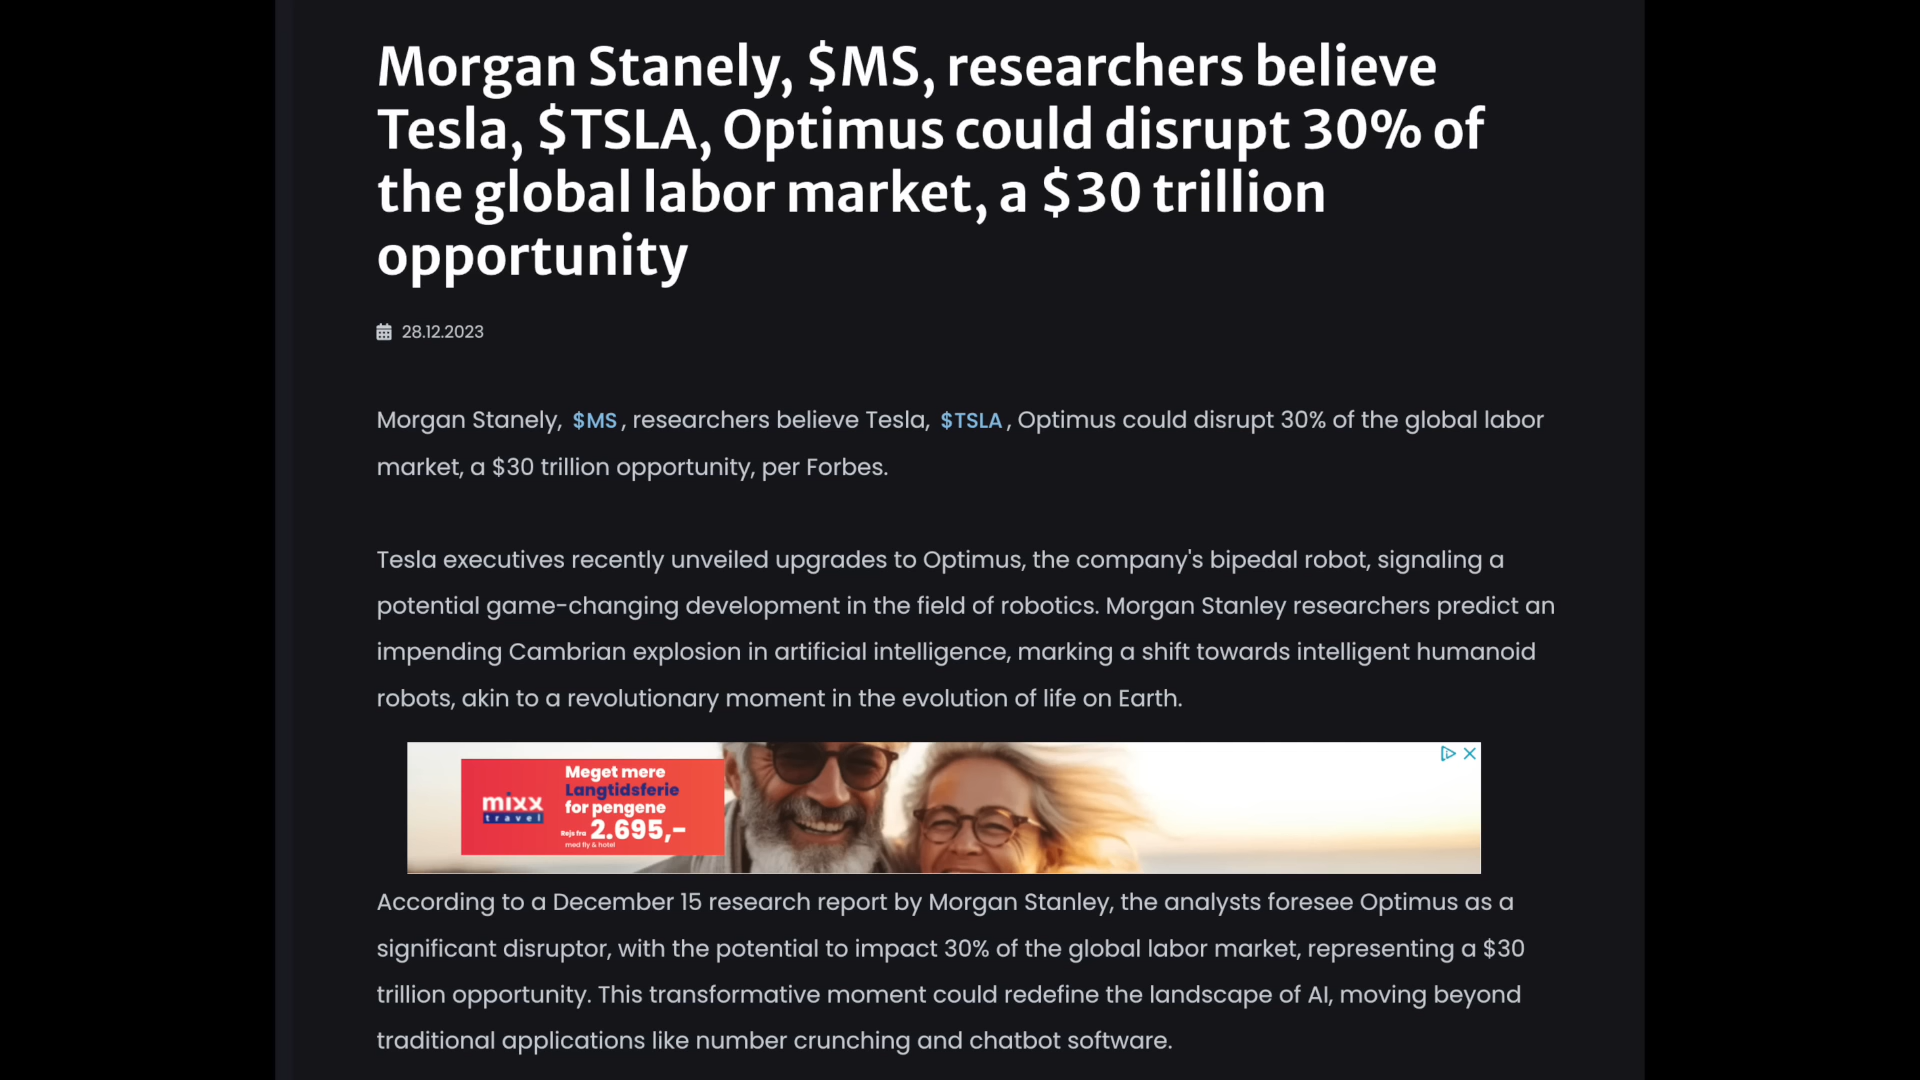 Morgan Stanely, $MS, researchers believe
Tesla, $TSLA, Optimus could disrupt 30% of
the global labor market, a $30 trillion
opportunity
28.12.2023
Morgan Stanely, $MS, researchers believe Tesla, $TSLA, Optimus could disrupt 30% of the global labor
market, a $30 trillion opportunity, per Forbes.
Tesla executives recently unveiled upgrades to Optimus, the company's bipedal robot, signaling a
potential game-changing development in the field of robotics. Morgan Stanley researchers predict an
impending Cambrian explosion in artificial intelligence, marking a shift towards intelligent humanoid
robots, akin to a revolutionary moment in the evolution of life on Earth.
mixx
travel
Meget mere
Langtidsferie
for pengene
Rejs fra 2.695,-
med fly & hotel
According to a December 15 research report by Morgan Stanley, the analysts foresee Optimus as a
significant disruptor, with the potential to impact 30% of the global labor market, representing a $30
trillion opportunity. This transformative moment could redefine the landscape of AI, moving beyond
traditional applications like number crunching and chatbot software.